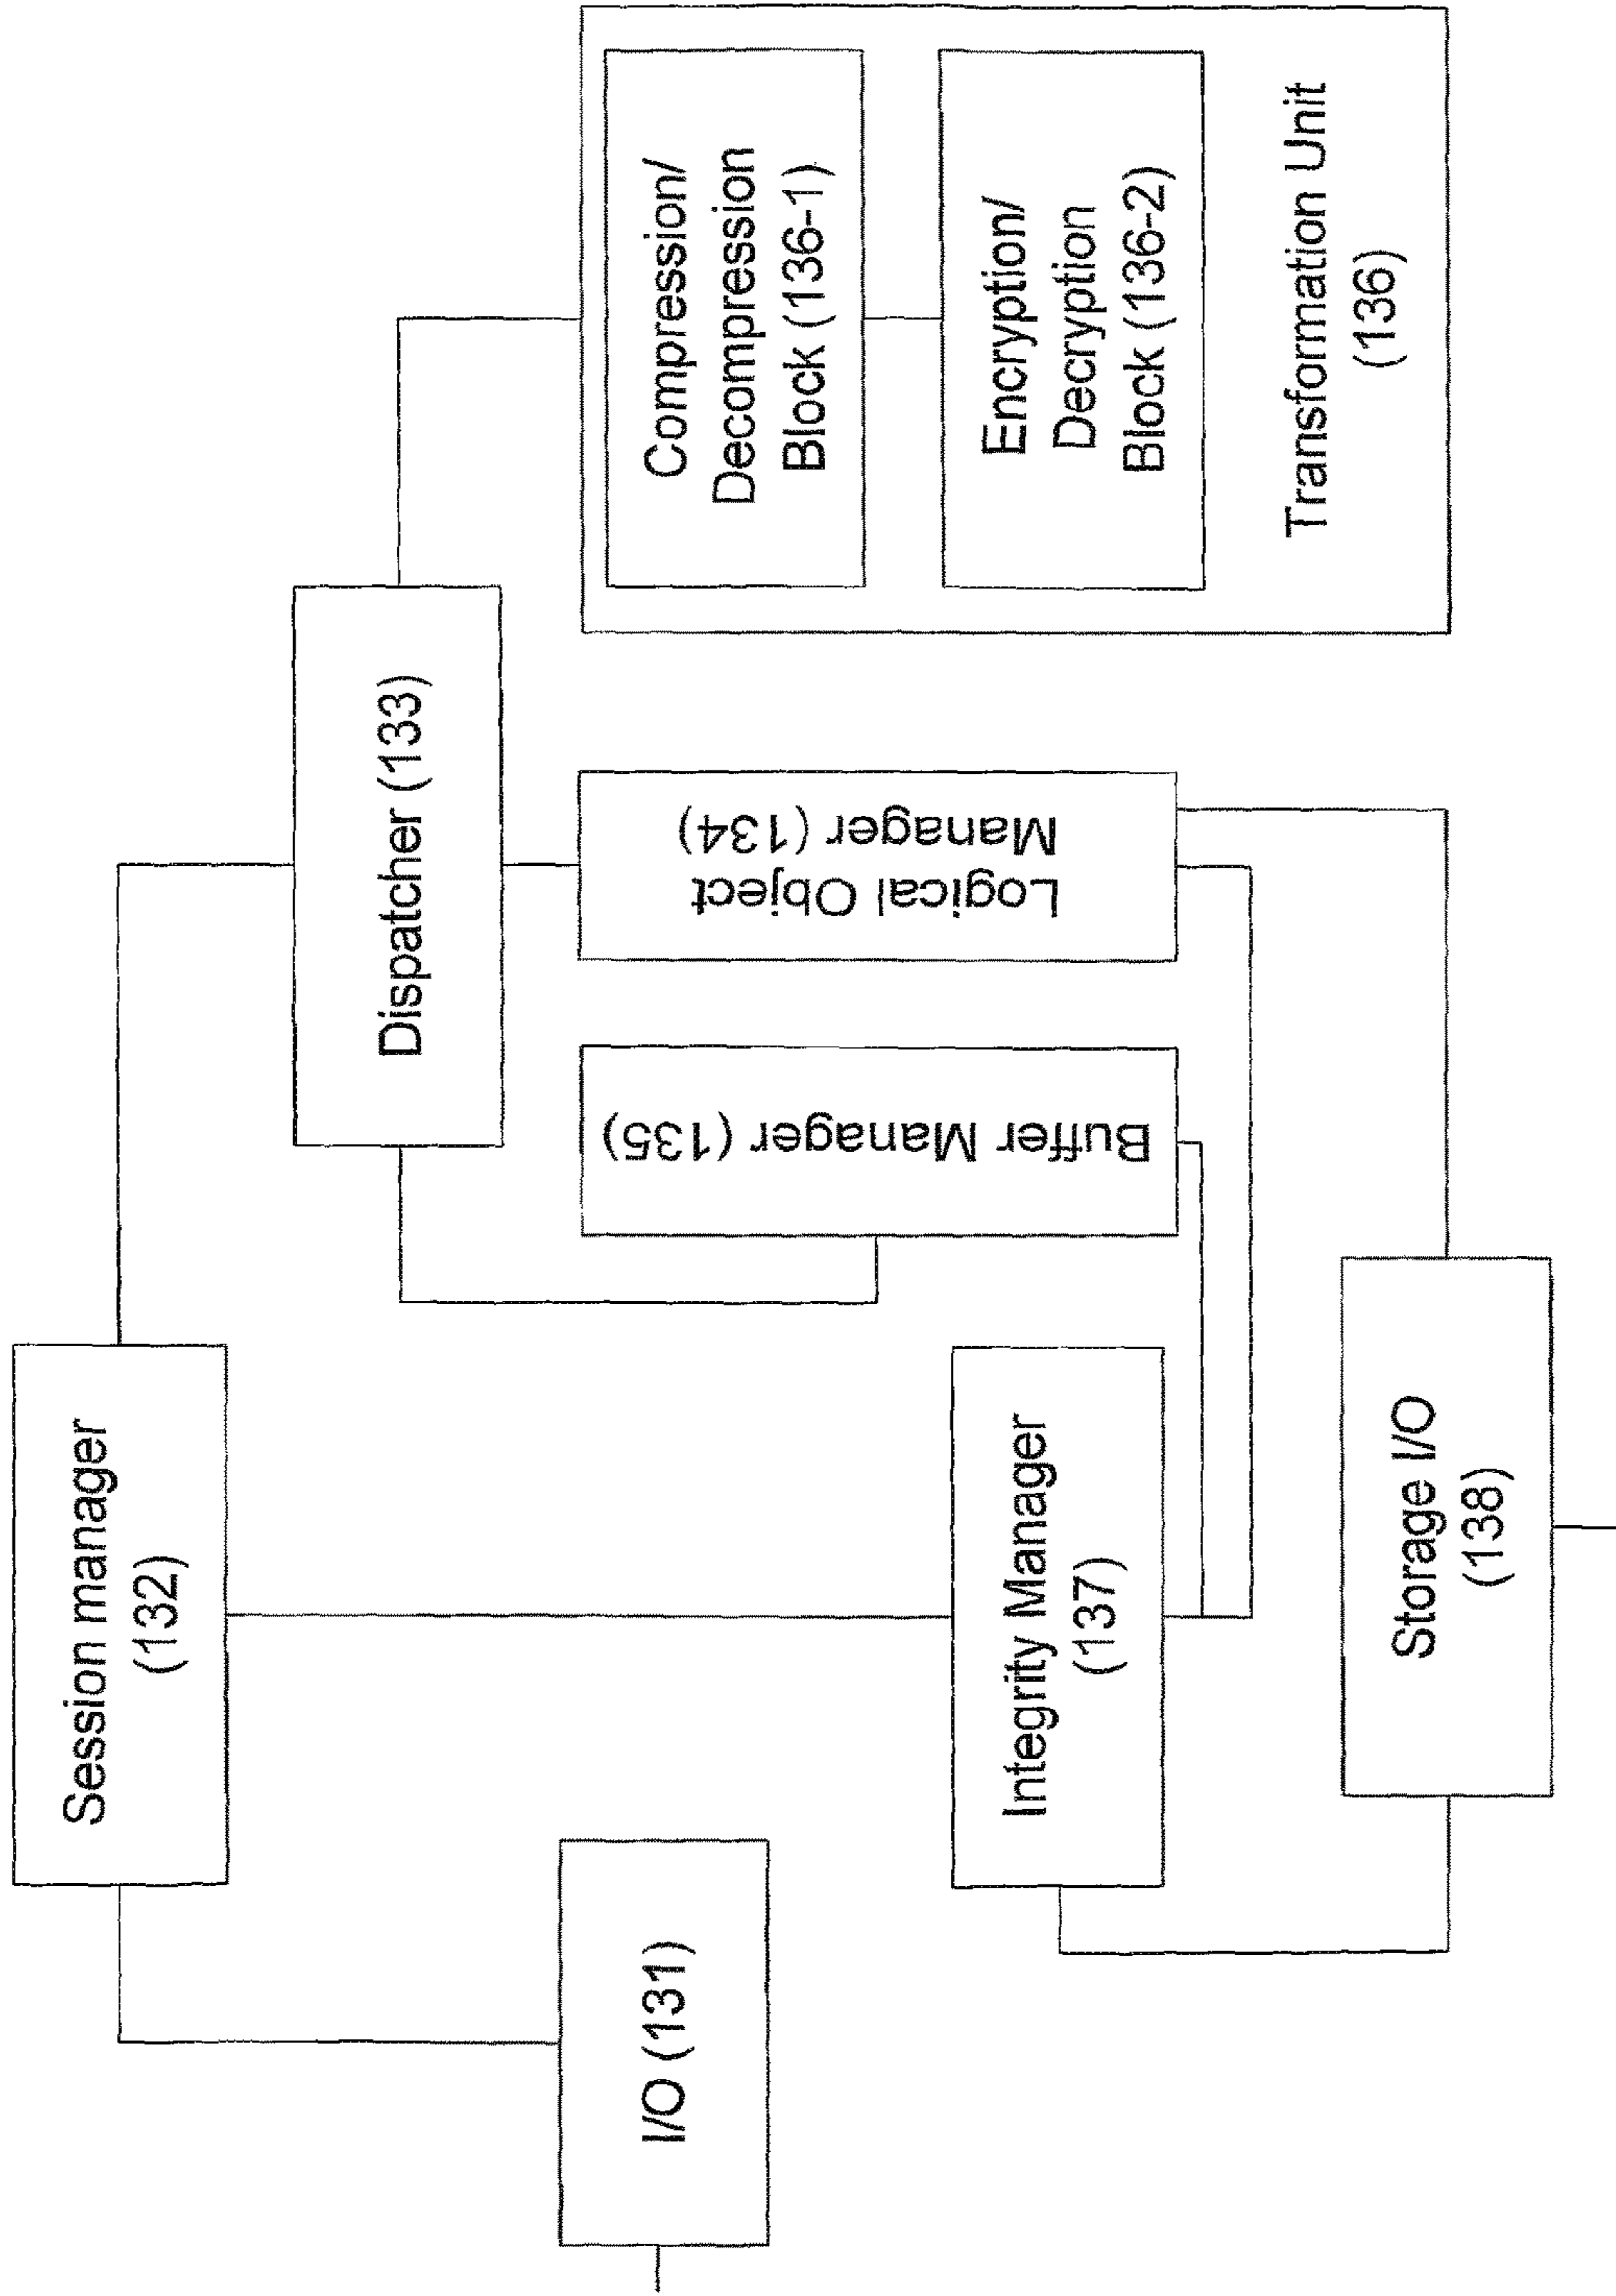 Session manager
(132)
Dispatcher (133)
I/O (131)
Buffer Manager (135)
Logical Object
Manager (134)
Compression/
Decompression
Block (136-1)
Encryption/
Decryption
Block (136-2)
Transformation Unit
(136)
Integrity Manager
(137)
Storage I/O
(138)